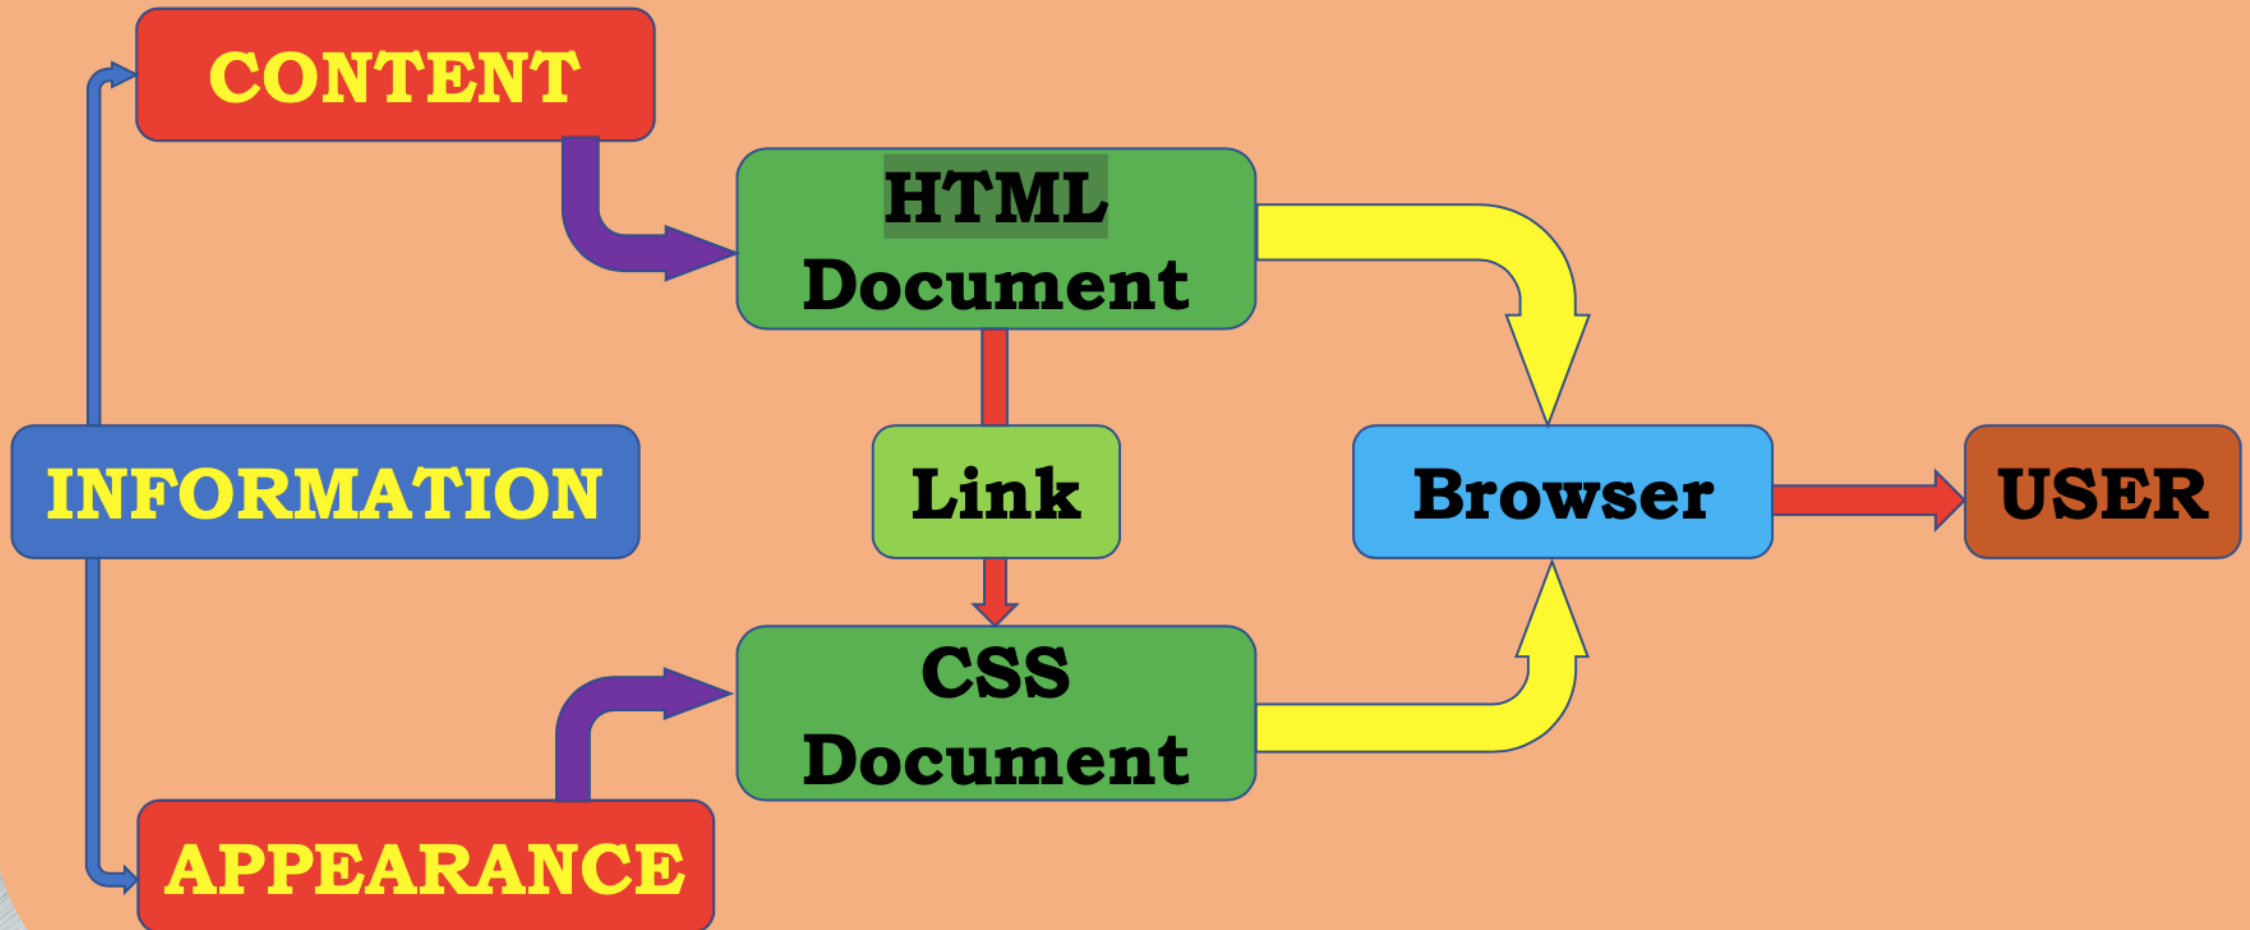 CONTENT
HTML
Document
INFORMATION
Link
Browser
USER
CSS
Document
APPEARANCE